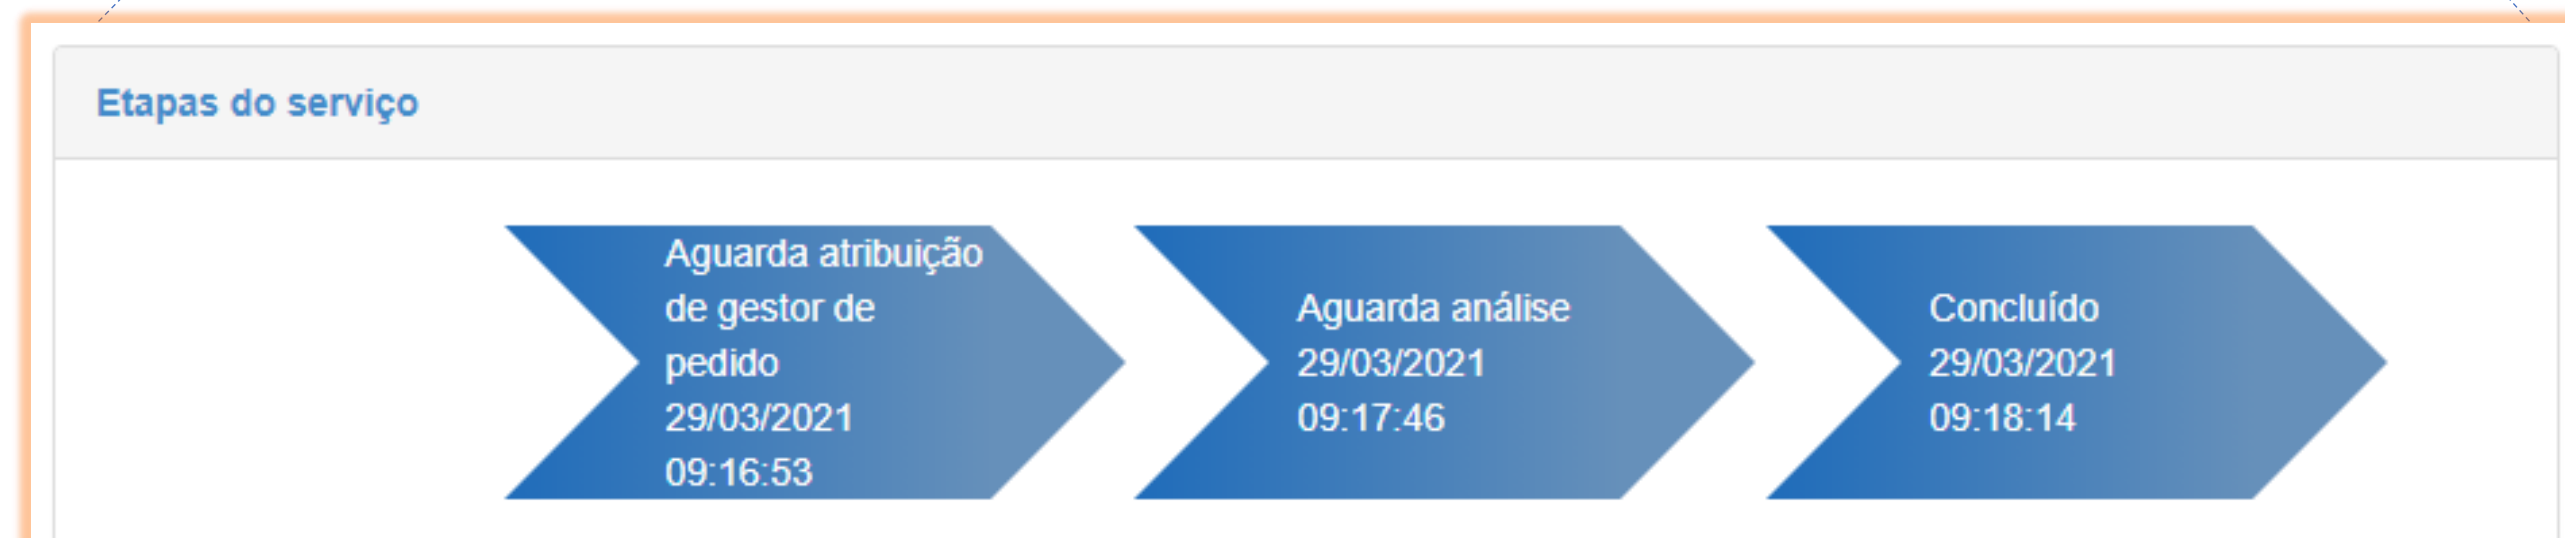 Etapas do serviço
Aguarda atribuição
de gestor de
pedido
29/03/2021
09:16:53
Aguarda análise
29/03/2021
09:17:46
Concluído
29/03/2021
09:18:14